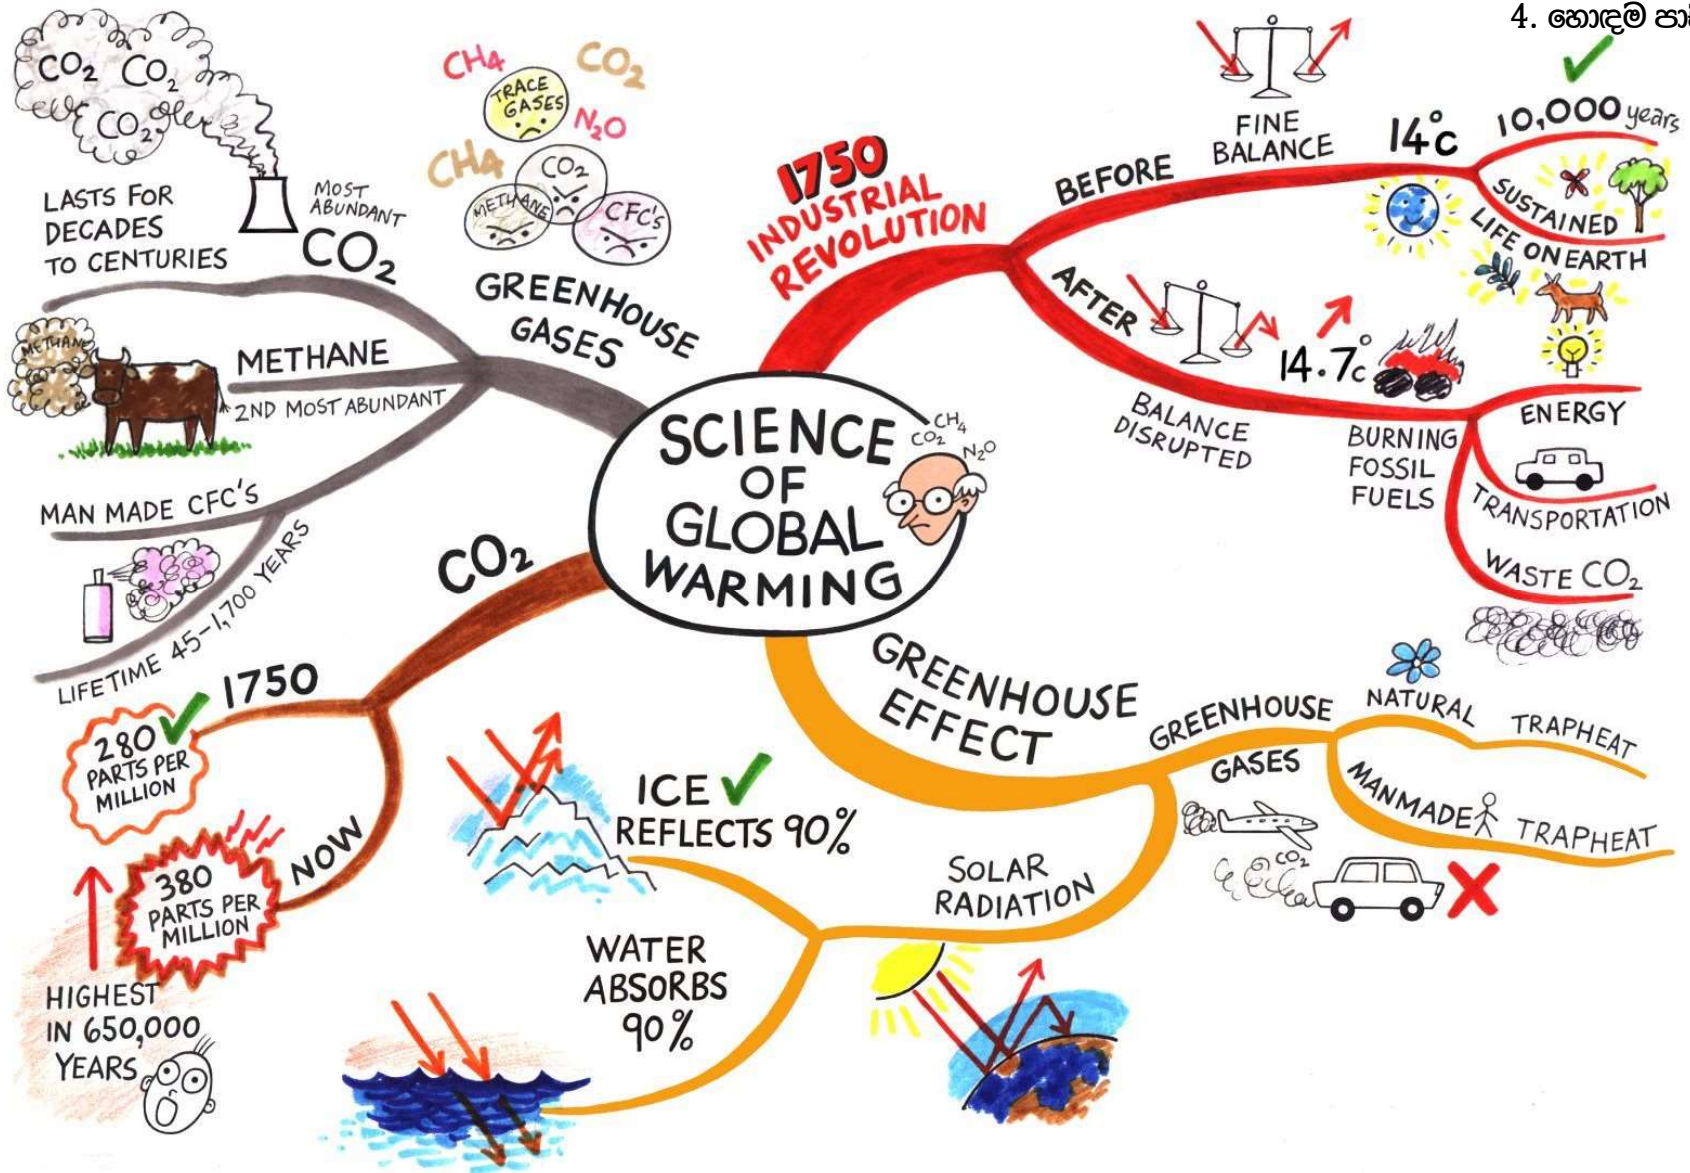 4. හොඳම
CO₂ CO₂
CO₂
LASTS FOR
DECADES
TO CENTURIES
MOST
ABUNDANT
CO₂
METHANE
METHANE
2ND MOST ABUNDANT
MAN MADE CFC'S
LIFETIME 45-1,700 YEARS
CH4
CO₂
TRACE
GASES
N₂O
CH4
CO₂
METHANE
CFC's
GREENHOUSE
GASES
1750
INDUSTRIAL
REVOLUTION
BEFORE
FINE
BALANCE
14°c
10,000 years
SUSTAINED
LIFE ON EARTH
AFTER
BALANCE
DISRUPTED
14.7°c
BURNING
FOSSIL
FUELS
ENERGY
TRANSPORTATION
WASTE CO₂
SCIENCE
OF
GLOBAL
WARMING
CH4
CO₂
N₂O
CO₂
1750
280
PARTS PER
MILLION
NOW
380
PARTS PER
MILLION
HIGHEST
IN 650,000
YEARS
GREENHOUSE
EFFECT
GREENHOUSE
GASES
NATURAL
TRAPHEAT
MANMADE
TRAPHEAT
CO₂
SOLAR
RADIATION
ICE
REFLECTS 90%
WATER
ABSORBS
90%